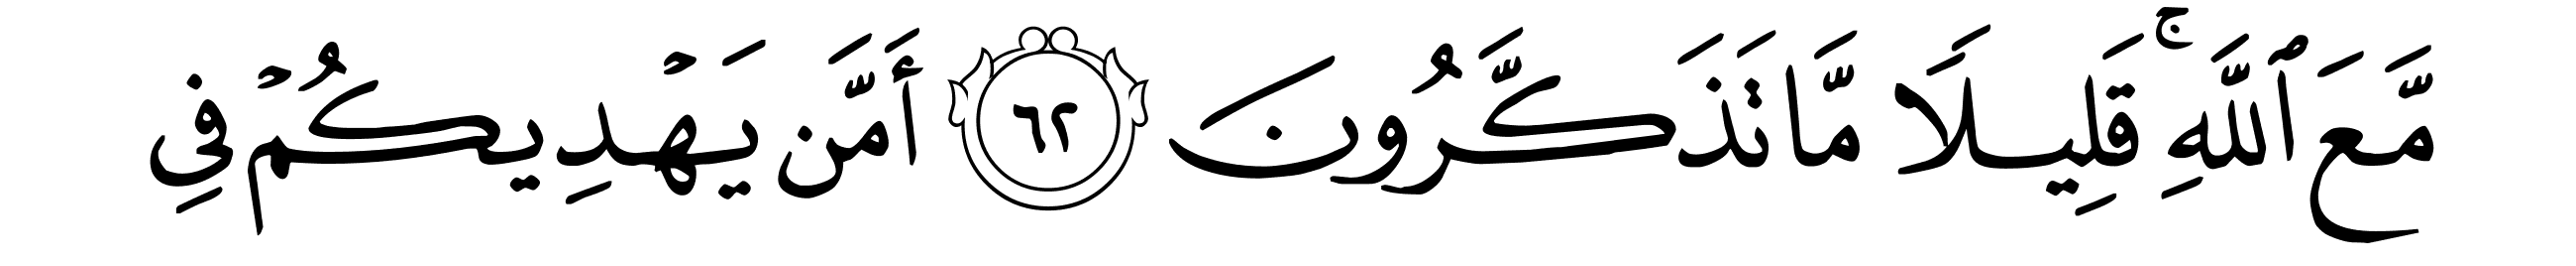 مَّعَ ٱللَّهِۚ قَلِيلًا مَّا تَذَكَّرُونَ ٦٢ أَمَّن يَهْدِيكُمْ فِي